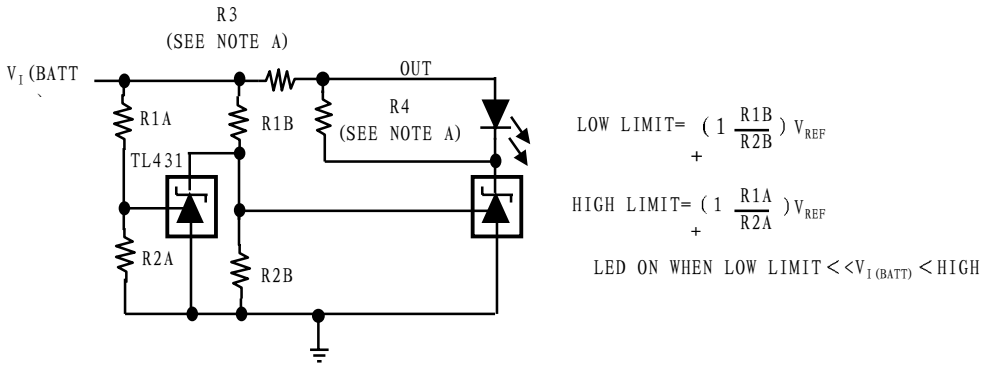 R3
(SEE NOTE A)
V_I (BATT
OUT
R4
(SEE NOTE A)
R1A
R1B
TL431
R2A
R2B
LOW LIMIT= (1 + R1B/R2B) V_REF
HIGH LIMIT= (1 + R1A/R2A) V_REF
LED ON WHEN LOW LIMIT<<V_I(BATT)<HIGH